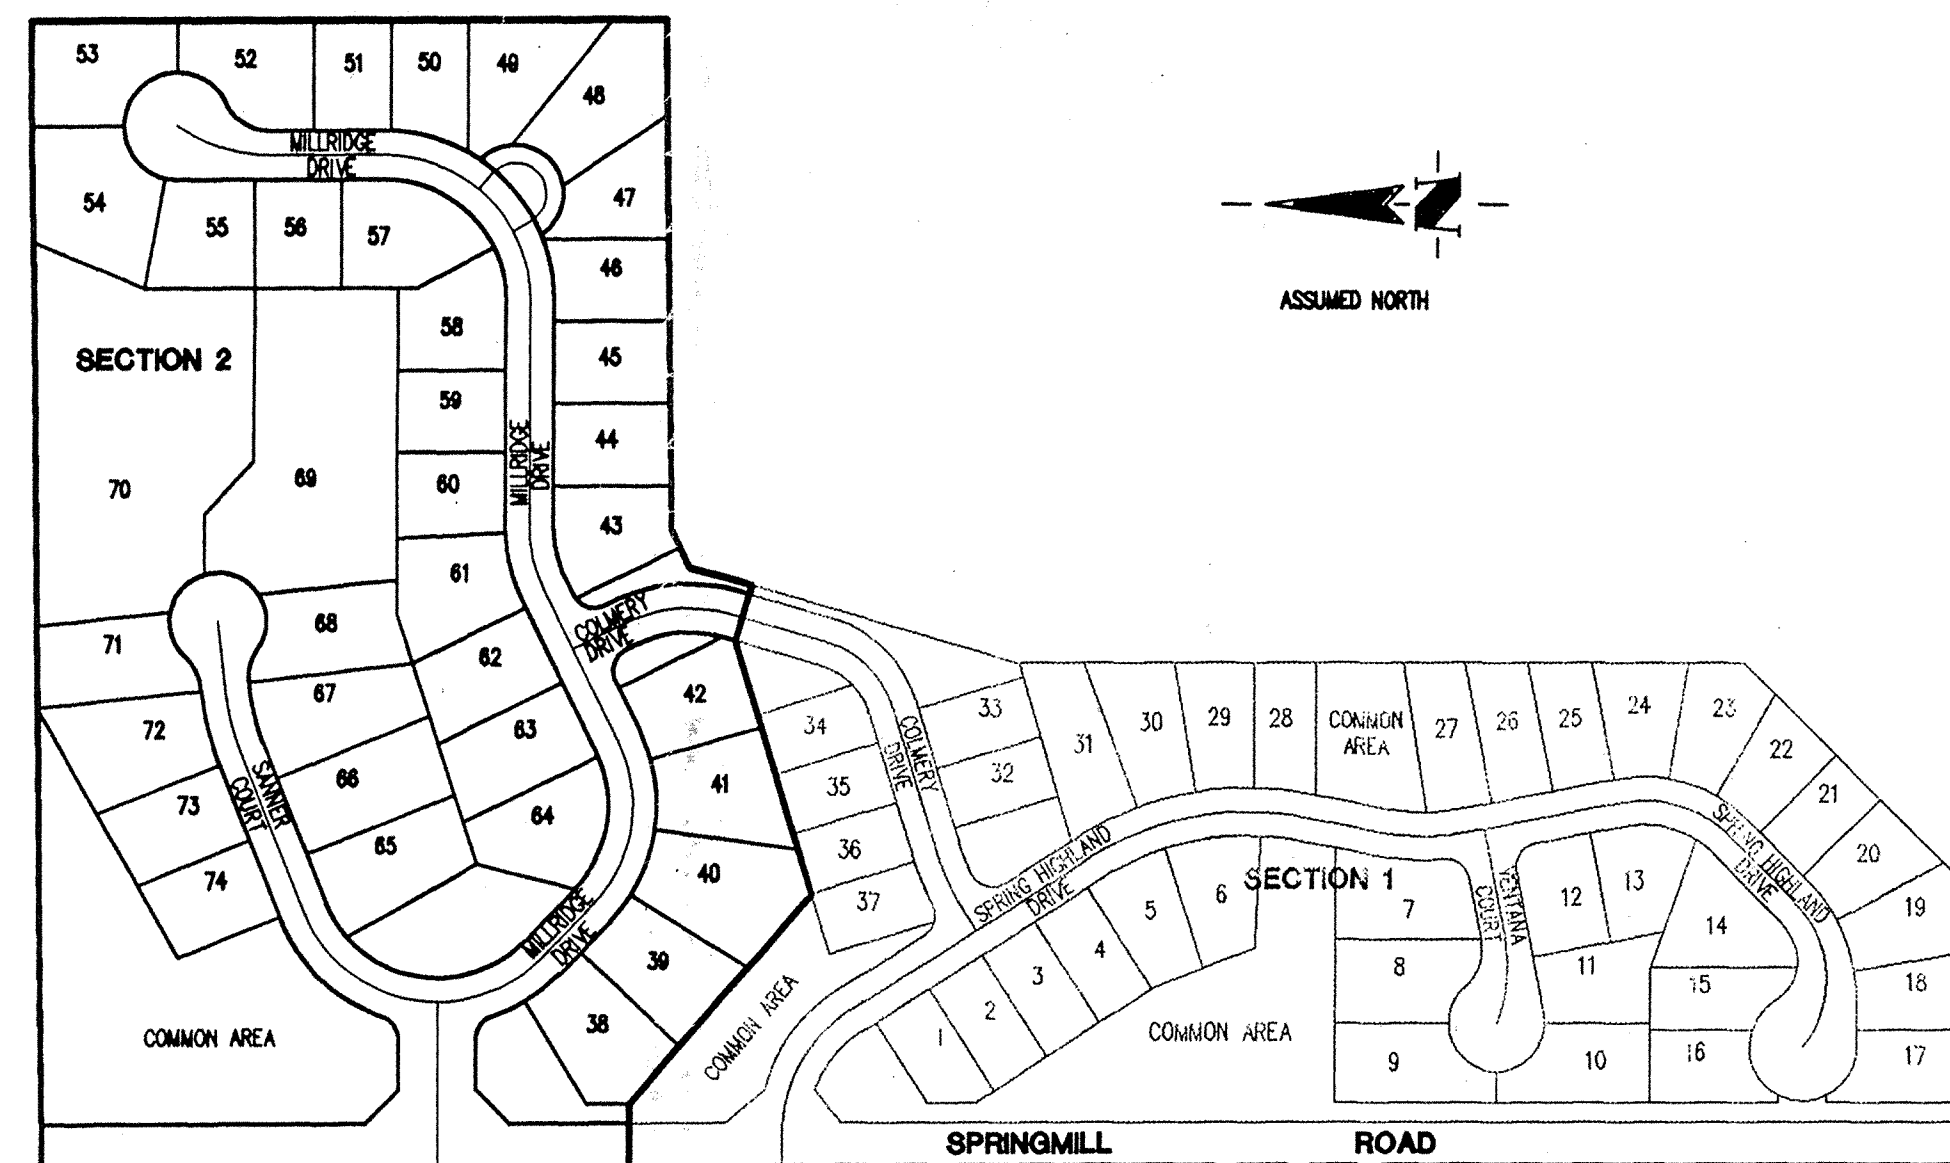 53
52
51
50
49
48
MILLRIDGE
DRIVE
54
55
56
57
47
46
ASSUMED NORTH
58
SECTION 2
45
59
44
MILLRIDGE
DRIVE
70
69
60
43
61
COLMERY
DRIVE
71
68
62
67
42
72
63
34
33
COLMERY
DRIVE
31
30
29
28
COMMON
AREA
27
26
25
24
23
22
SANNER
COURT
66
73
41
35
32
21
64
65
36
20
SPRING HIGHLAND
DRIVE
74
40
37
SPRING HIGHLAND
DRIVE
5
6
SECTION 1
7
VENTANA
COURT
12
13
14
19
MILLRIDGE
DRIVE
39
4
3
8
11
15
18
2
38
1
COMMON AREA
COMMON AREA
COMMON AREA
9
10
16
17
SPRINGMILL ROAD